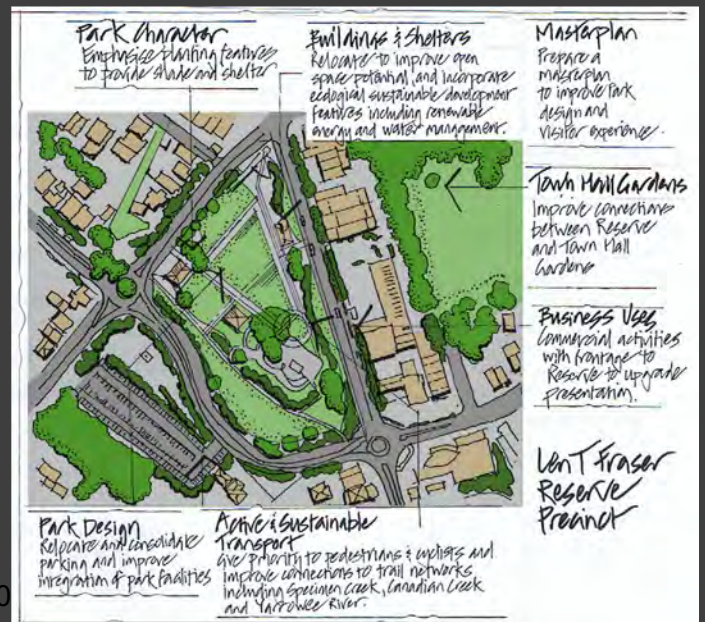 Park Character
Emphasise planting features
to provide shade and shelter
Buildings & Shelters
Relocate to improve open
space potential, and incorporate
ecological sustainable development
features including renewable
energy and water management.
Masterplan
Prepare a
masterplan
to improve Park
design and
visitor experience.
Town Hall Gardens
Improve connections
between Reserve
and Town Hall
Gardens
Business Uses
Commercial activities
with frontage to
Reserve to upgrade
presentation.
Len T Fraser
Reserve
Precinct
Park Design
Relocate and consolidate
parking and improve
integration of park facilities
Active & Sustainable
Transport
Give priority to pedestrians & cyclists and
improve connections to trail networks
including Specimen Creek, Canadian Creek
and Yarrowee River.
0